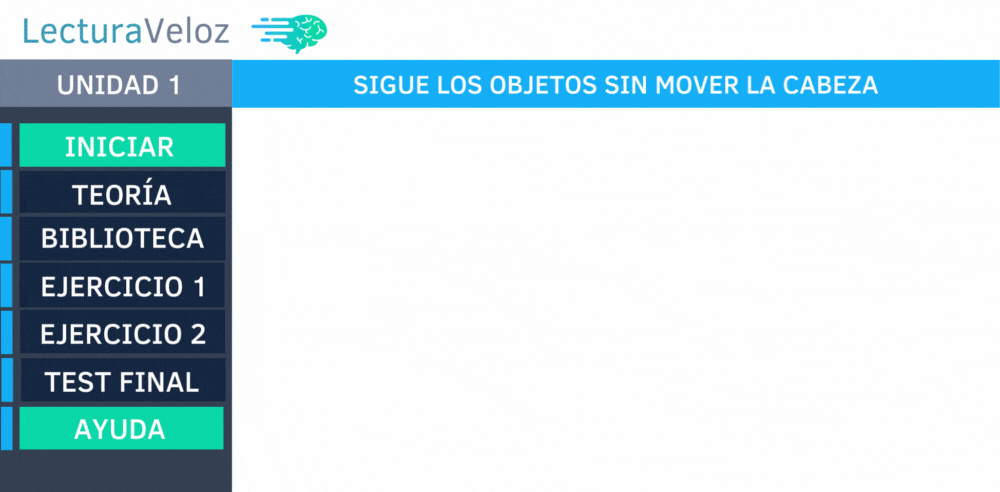 LecturaVeloz
UNIDAD 1
SIGUE LOS OBJETOS SIN MOVER LA CABEZA
INICIAR
TEORÍA
BIBLIOTECA
EJERCICIO 1
EJERCICIO 2
TEST FINAL
AYUDA